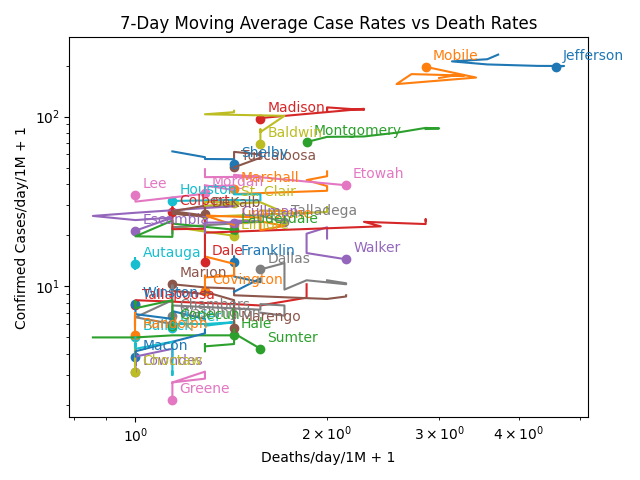 7-Day Moving Average Case Rates vs Death Rates
Mobile
Jefferson
Madison
Baldwin
Montgomery
Shelby
Tuscaloosa
Lee
Morgan
Marshall
Etowah
Houston
St. Clair
Colbert
DeKalb
Talladega
Escambia
Lauderdale
Walker
Autauga
Dale
Franklin
Dallas
Marion
Covington
Winston
Tallapoosa
Chambers
Hale
Marengo
Sumter
Macon
Lowndes
Greene
10²
10¹
10⁰
2 × 10⁰
3 × 10⁰
4 × 10⁰
Confirmed Cases/day/1M + 1
Deaths/day/1M + 1